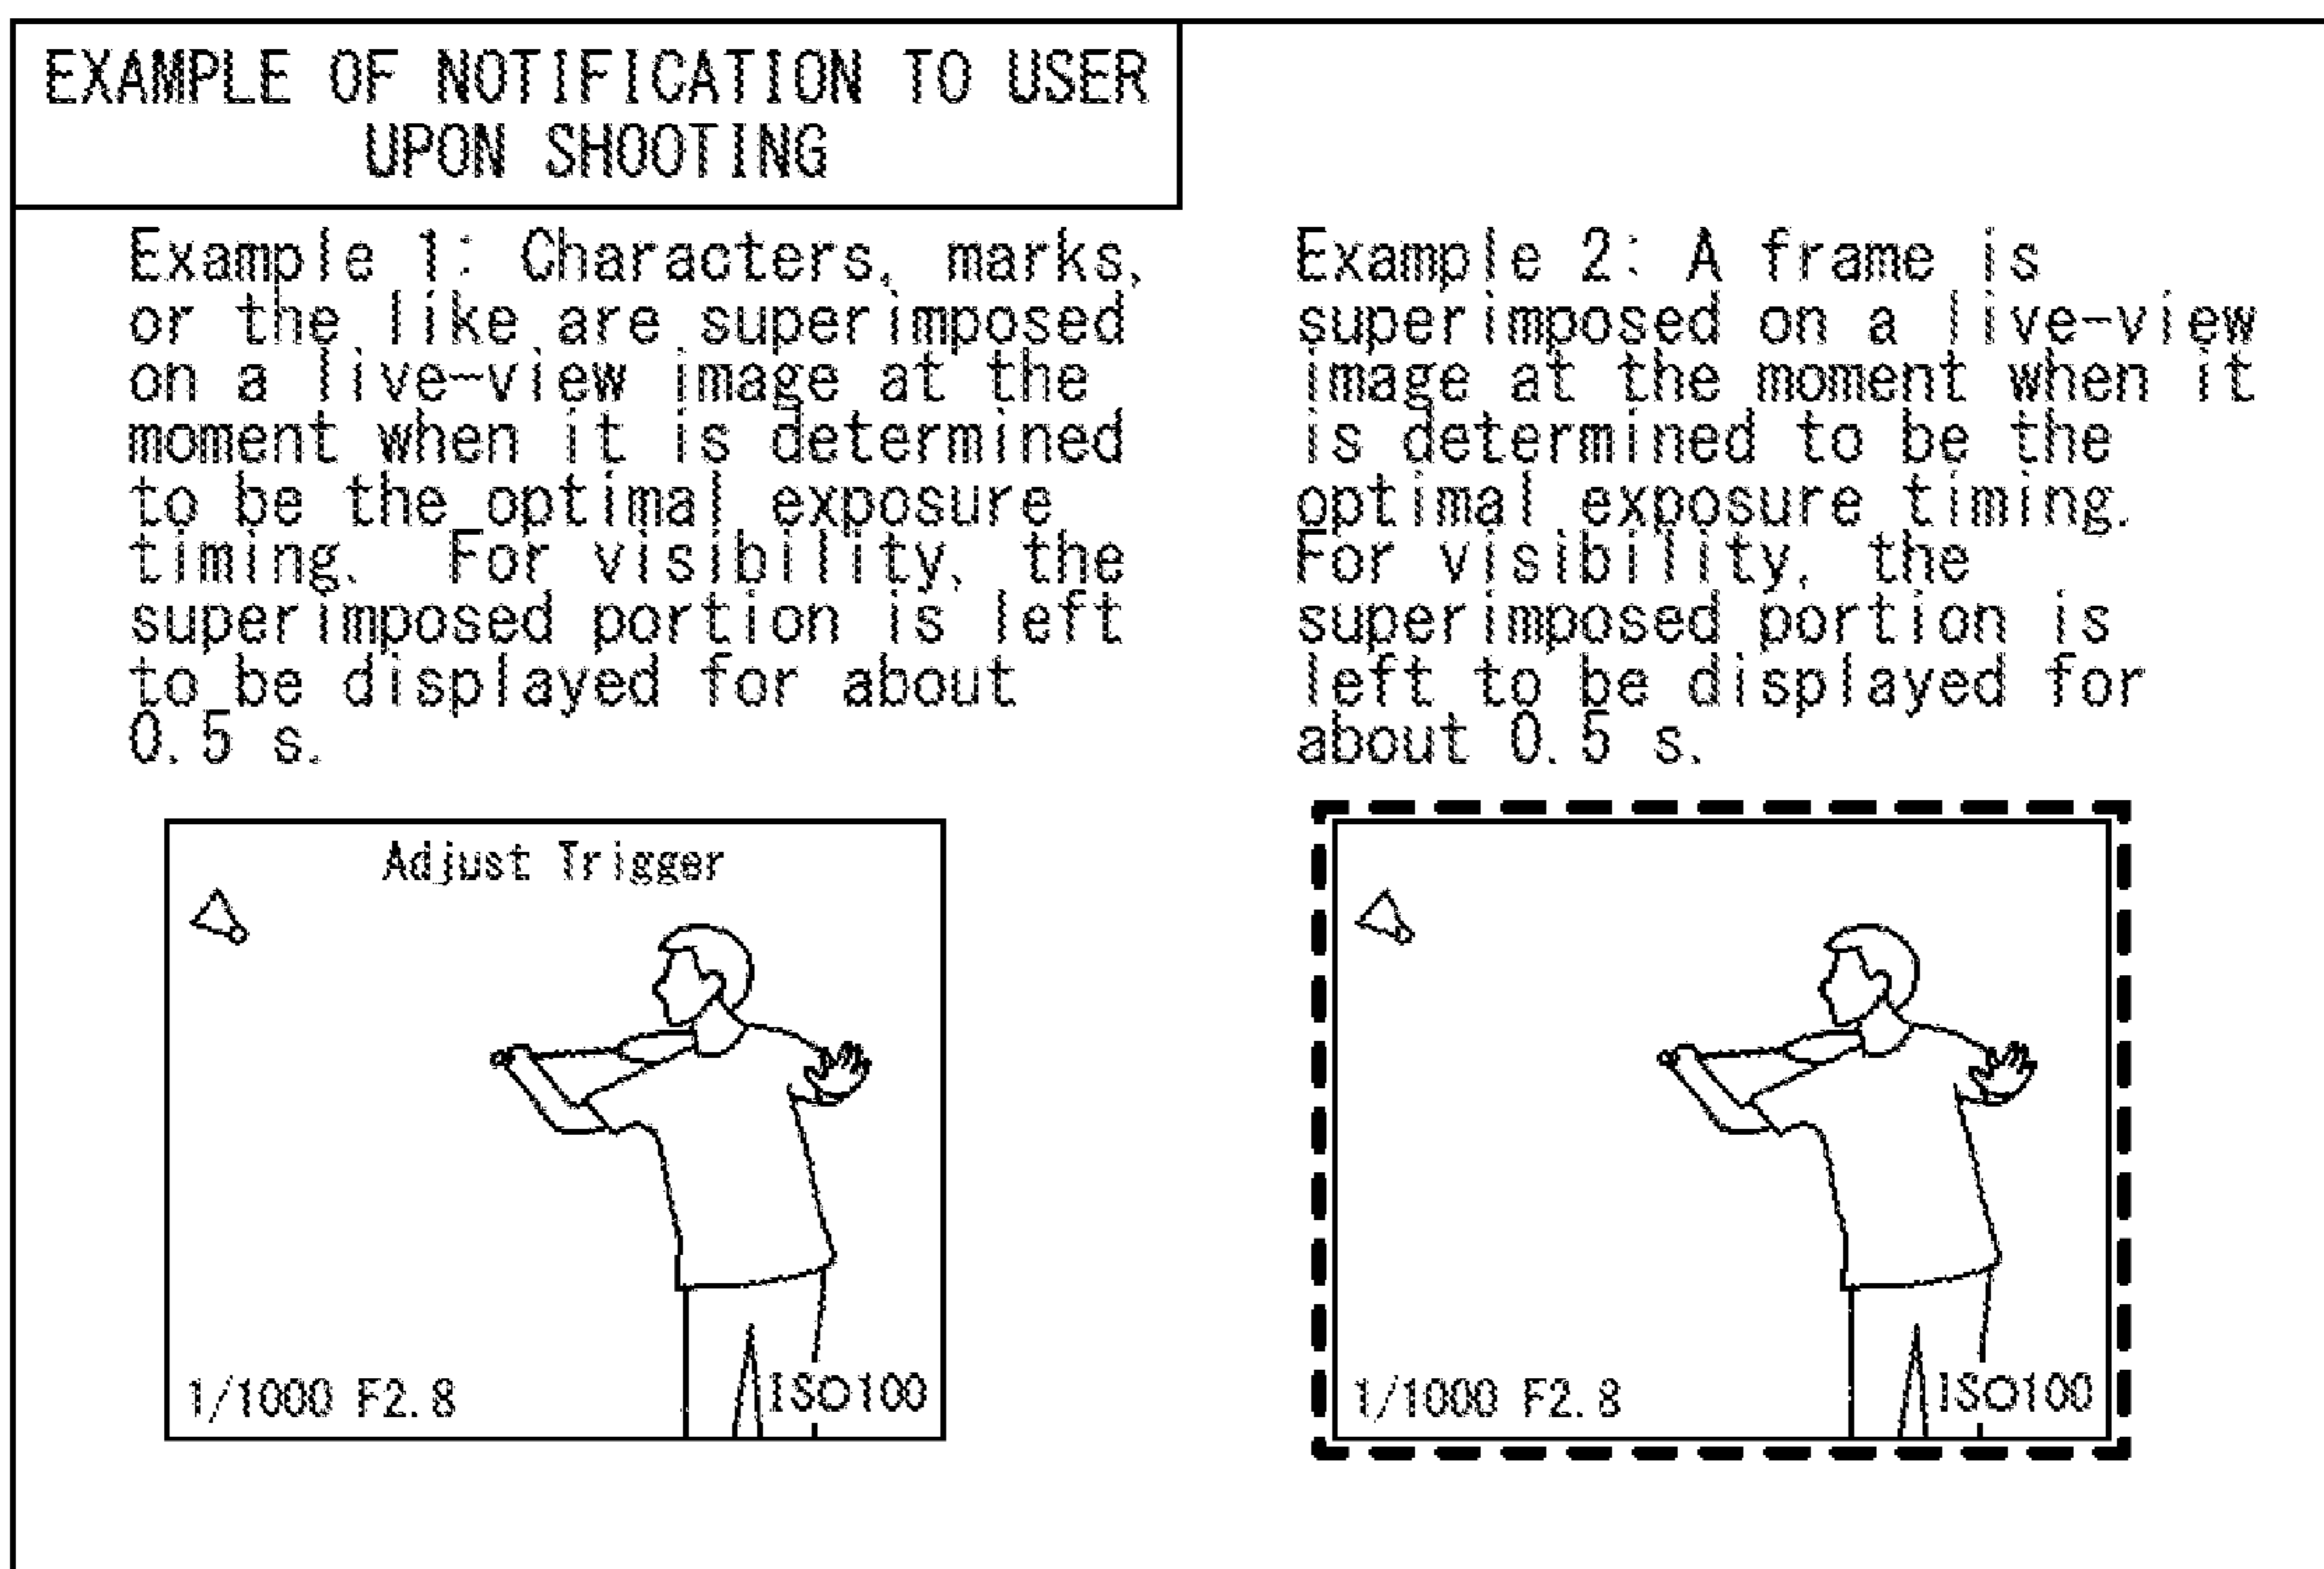 EXAMPLE OF NOTIFICATION TO USER
UPON SHOOTING
Example 1: Characters, marks,
or the like are superimposed
on a live-view image at the
moment when it is determined
to be the optimal exposure
timing. For visibility, the
superimposed portion is left
to be displayed for about
0.5 s.
Example 2: A frame is
superimposed on a live-view
image at the moment when it
is determined to be the
optimal exposure timing.
For visibility, the
superimposed portion is
left to be displayed for
about 0.5 s.
Adjust Trigger
1/1000 F2.8
ISO100
1/1000 F2.8
ISO100